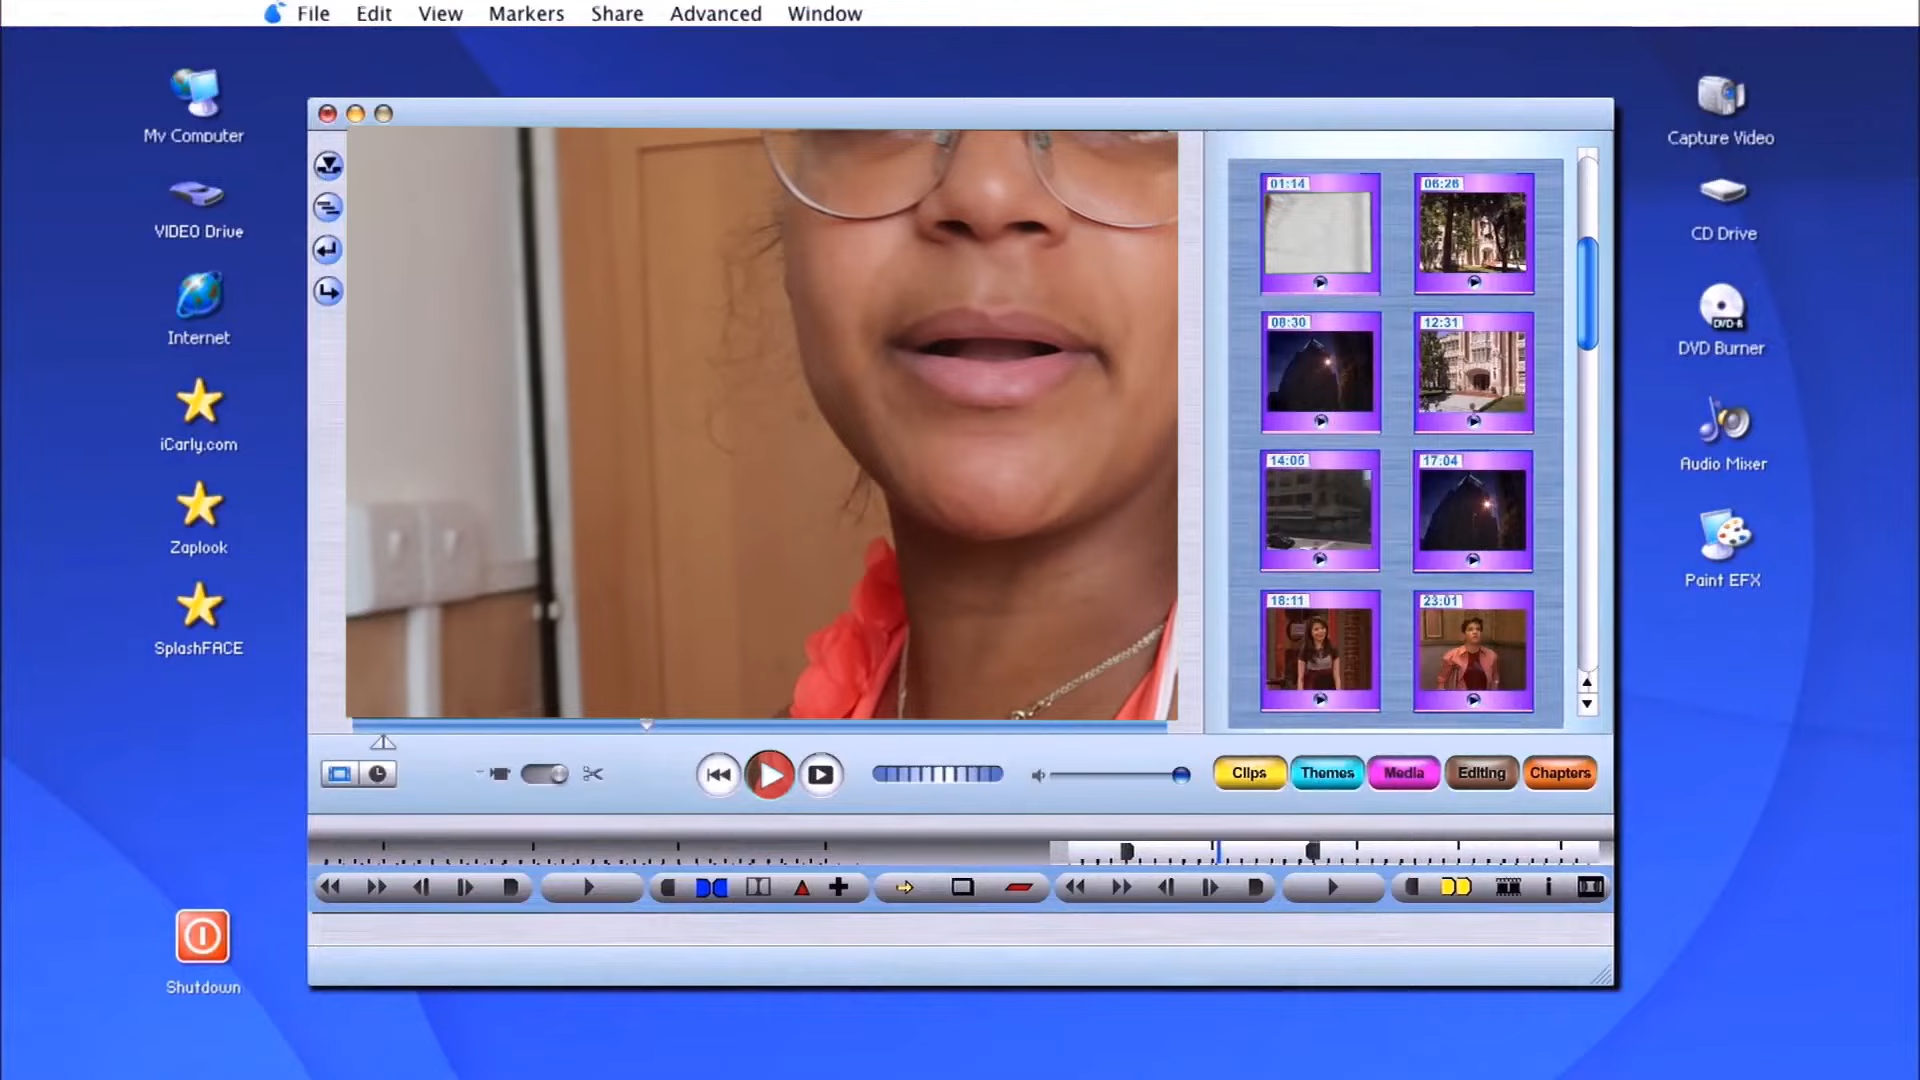 File Edit View Markers Share Advanced Window
My Computer
VIDEO Drive
Internet
iCarly.com
Zaplook
SplashFACE
Shutdown
01:14 06:26
08:30 12:31
14:05 17:04
18:11 23:01
Clips Themes Media Editing Chapters
Capture Video
CD Drive
DVD-R
DVD Burner
Audio Mixer
Paint EFX